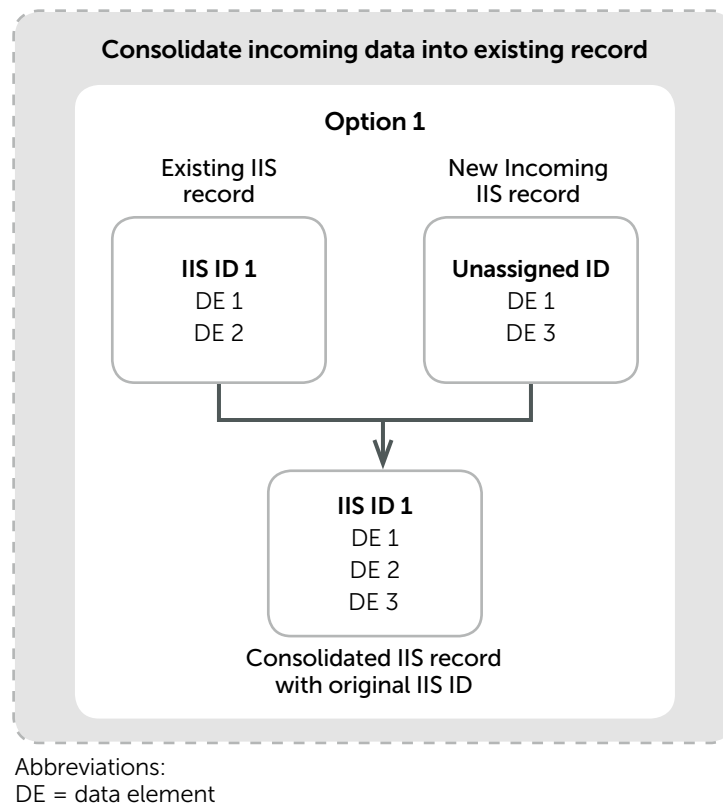 Consolidate incoming data into existing record
Option 1
Existing IIS
record
New Incoming
IIS record
IIS ID 1
DE 1
DE 2
Unassigned ID
DE 1
DE 3
IIS ID 1
DE 1
DE 2
DE 3
Consolidated IIS record
with original IIS ID
Abbreviations:
DE = data element